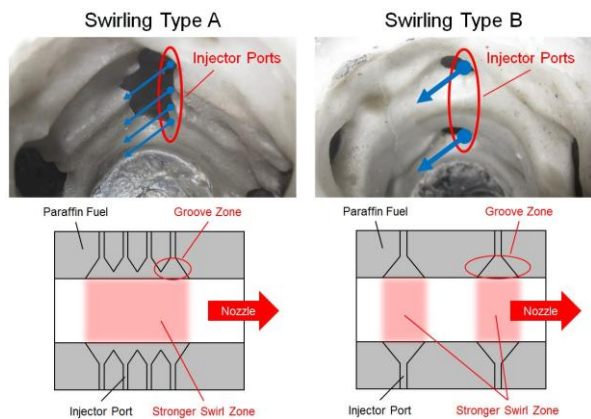 Swirling Type A
Swirling Type B
Injector Ports
Injector Ports
Paraffin Fuel
Groove Zone
Nozzle
Injector Port
Stronger Swirl Zone
Paraffin Fuel
Groove Zone
Nozzle
Injector Port
Stronger Swirl Zone